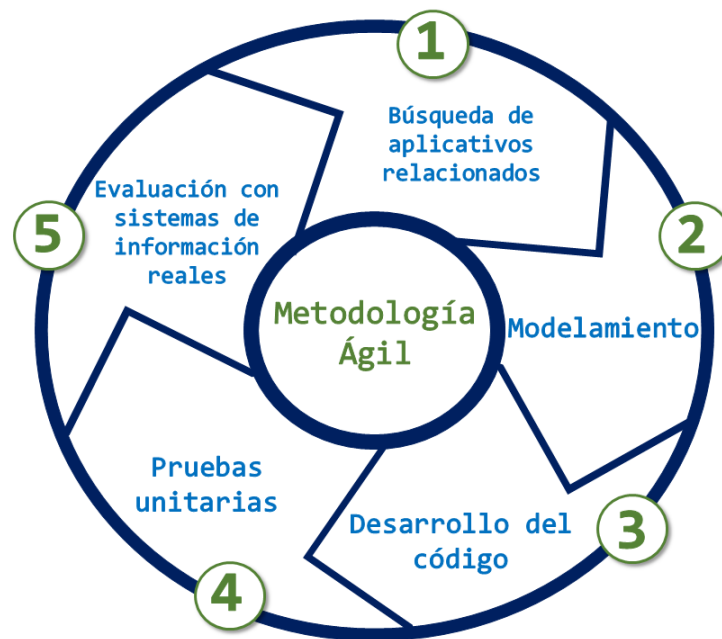 1
Búsqueda de
aplicativos
relacionados
2
Modelamiento
3
Desarrollo del
código
4
Pruebas
unitarias
5
Evaluación con
sistemas de
información
reales
Metodología
Ágil